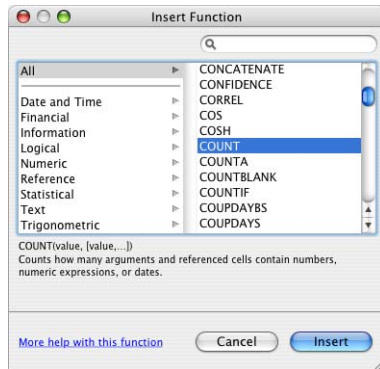 Insert Function
All
Date and Time
Financial
Information
Logical
Numeric
Reference
Statistical
Text
Trigonometric
CONCATENATE
CONFIDENCE
CORREL
COS
COSH
COUNT
COUNTA
COUNTBLANK
COUNTIF
COUPDAYBS
COUPDAYS
COUNT(value, [value,...])
Counts how many arguments and referenced cells contain numbers,
numeric expressions, or dates.
More help with this function
Cancel
Insert